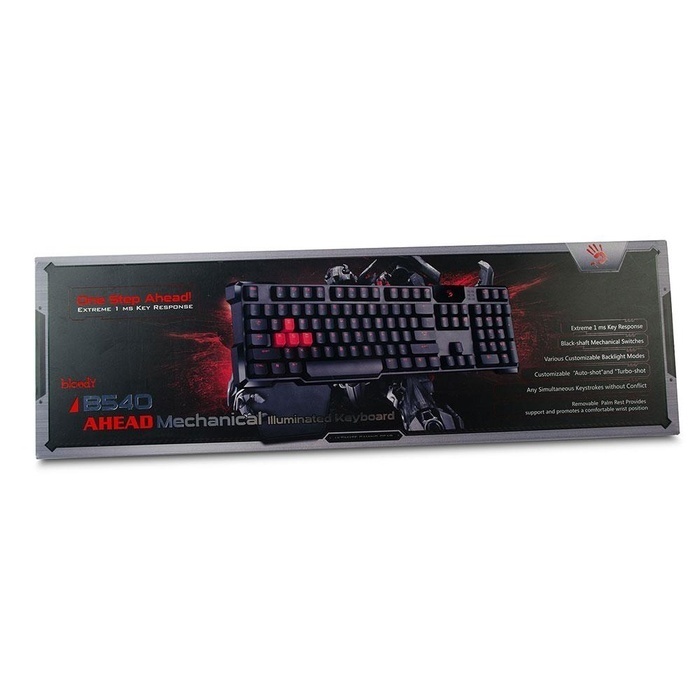 One Step Ahead!
EXTREME 1 MS KEY RESPONSE
bloody
B540
AHEAD Mechanical Illuminated Keyboard
Extreme 1 ms Key Response
Black-shaft Mechanical Switches
Various Customizable Backlight Modes
Customizable "Auto-shot" and "Turbo-shot
Any Simultaneous Keystrokes without Conflict
Removable Palm Rest Provides
support and promotes a comfortable wrist position